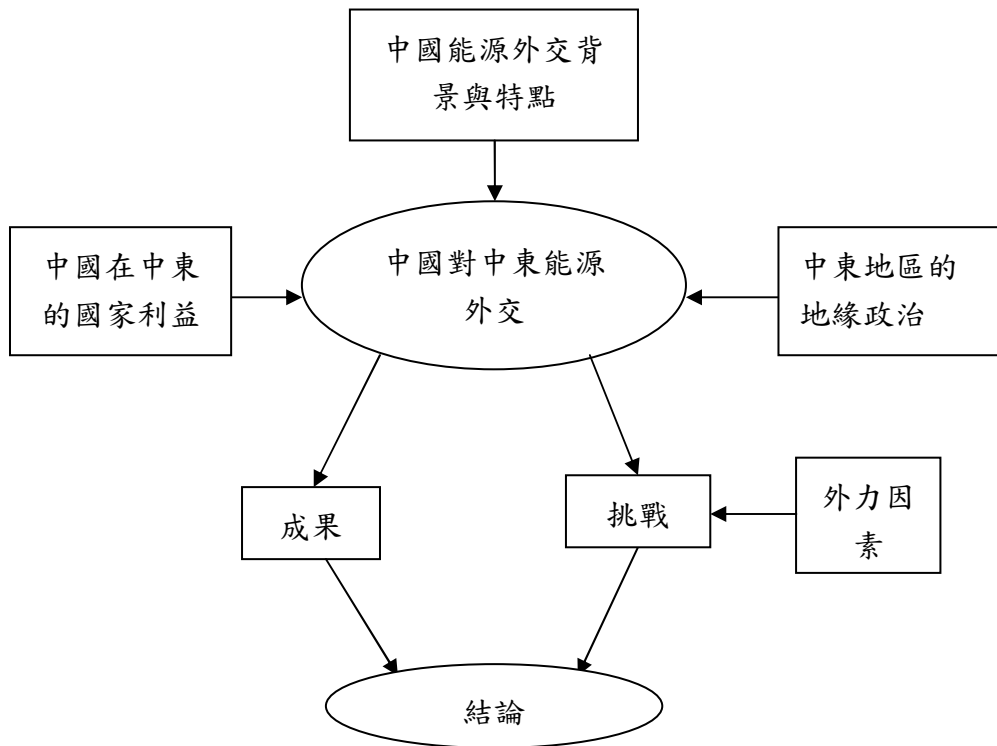 中國能源外交背
景與特點
中國在中東
的國家利益
中國對中東能源
外交
中東地區的
地緣政治
成果
挑戰
外力因
素
結論